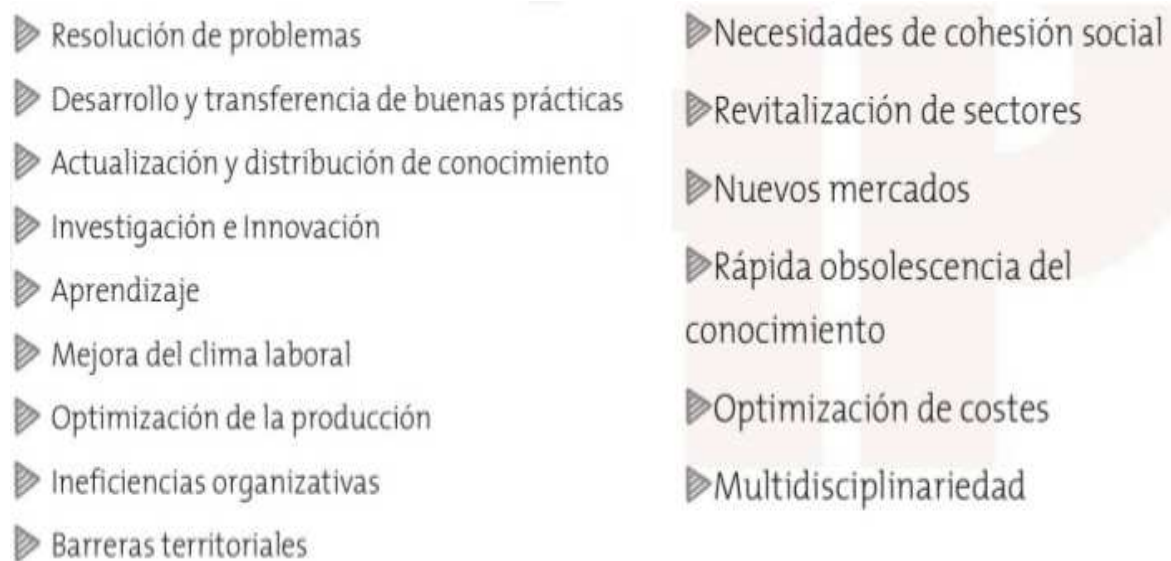 Resolución de problemas
Desarrollo y transferencia de buenas prácticas
Actualización y distribución de conocimiento
Investigación e Innovación
Aprendizaje
Mejora del clima laboral
Optimización de la producción
Ineficiencias organizativas
Barreras territoriales
Necesidades de cohesión social
Revitalización de sectores
Nuevos mercados
Rápida obsolescencia del
conocimiento
Optimización de costes
Multidisciplinariedad